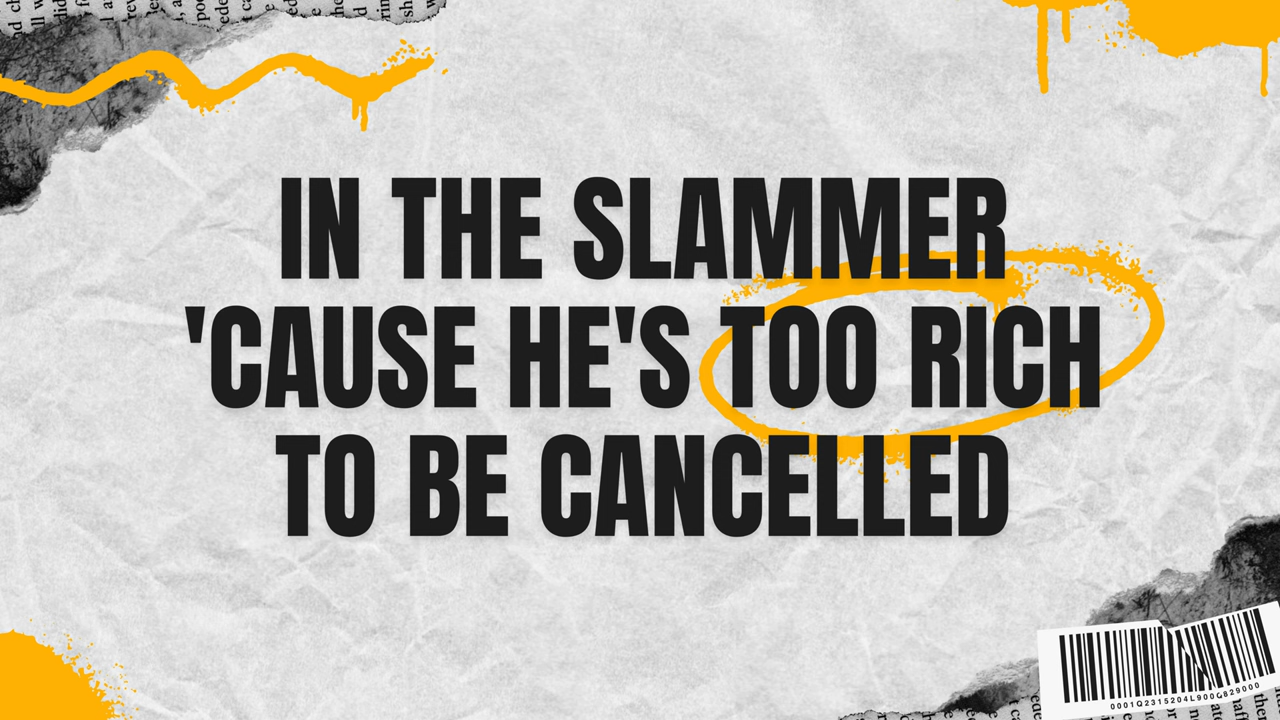 IN THE SLAMMER
'CAUSE HE'S TOO RICH
TO BE CANCELLED